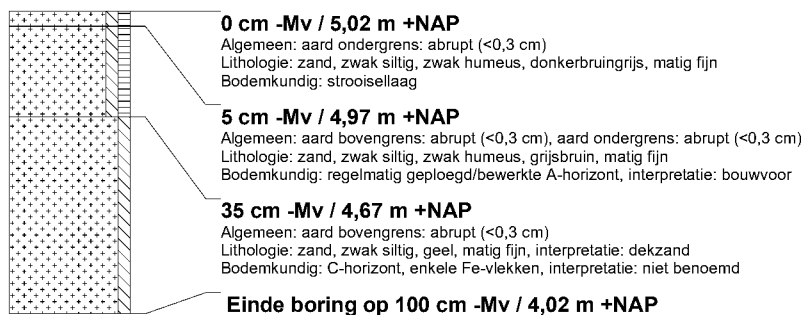 0 cm -Mv / 5,02 m +NAP
Algemeen: aard ondergrens: abrupt (<0,3 cm)
Lithologie: zand, zwak siltig, zwak humeus, donkerbruingrijs, matig fijn
Bodemkundig: strooisellaag
5 cm -Mv / 4,97 m +NAP
Algemeen: aard bovengrens: abrupt (<0,3 cm), aard ondergrens: abrupt (<0,3 cm)
Lithologie: zand, zwak siltig, zwak humeus, grijsbruin, matig fijn
Bodemkundig: regelmatig geploegd/bewerkte A-horizont, interpretatie: bouwvoor
35 cm -Mv / 4,67 m +NAP
Algemeen: aard bovengrens: abrupt (<0,3 cm)
Lithologie: zand, zwak siltig, geel, matig fijn, interpretatie: dekzand
Bodemkundig: C-horizont, enkele Fe-vlekken, interpretatie: niet benoemd
Einde boring op 100 cm -Mv / 4,02 m +NAP